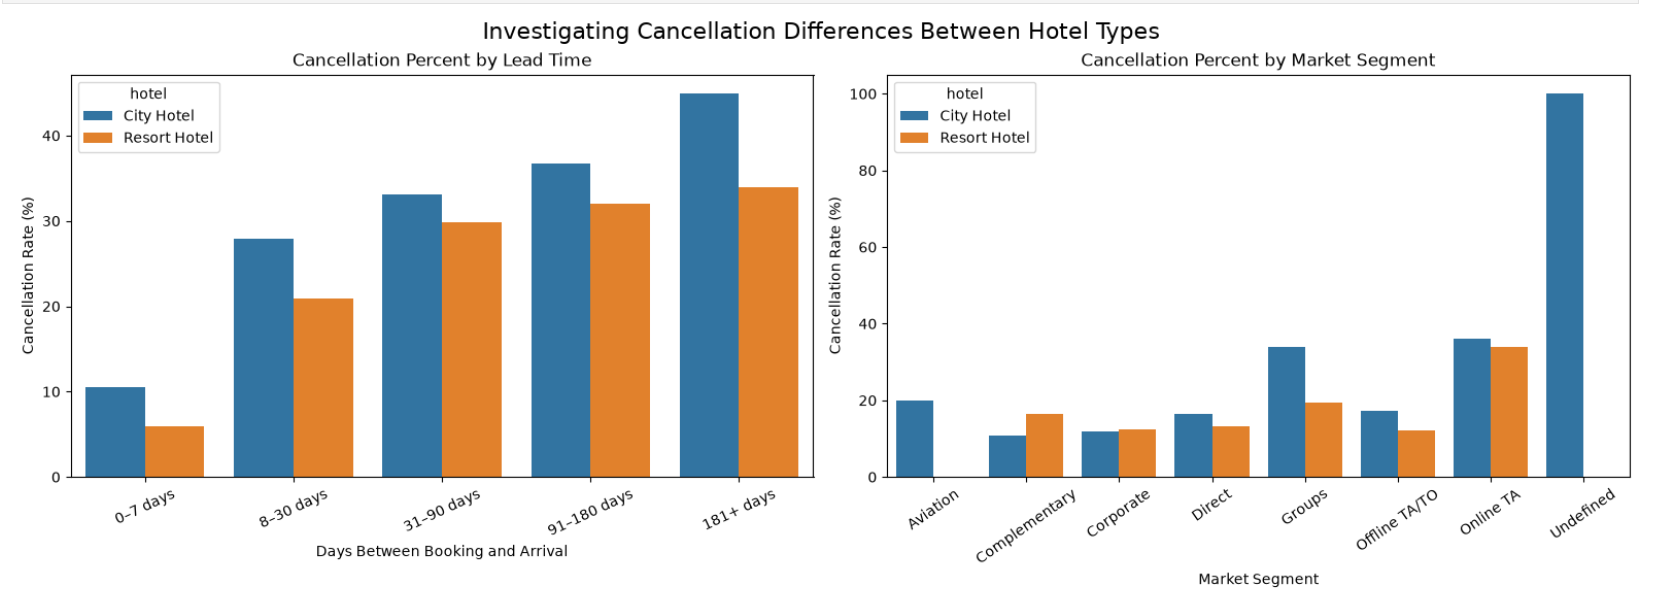 Investigating Cancellation Differences Between Hotel Types
Cancellation Percent by Lead Time
hotel
City Hotel
Resort Hotel
Cancellation Rate (%)
40
30
20
10
0
0–7 days
8–30 days
31–90 days
91–180 days
181+ days
Days Between Booking and Arrival
Cancellation Percent by Market Segment
hotel
City Hotel
Resort Hotel
Cancellation Rate (%)
100
80
60
40
20
0
Aviation
Complementary
Corporate
Direct
Groups
Offline TA/TO
Online TA
Undefined
Market Segment